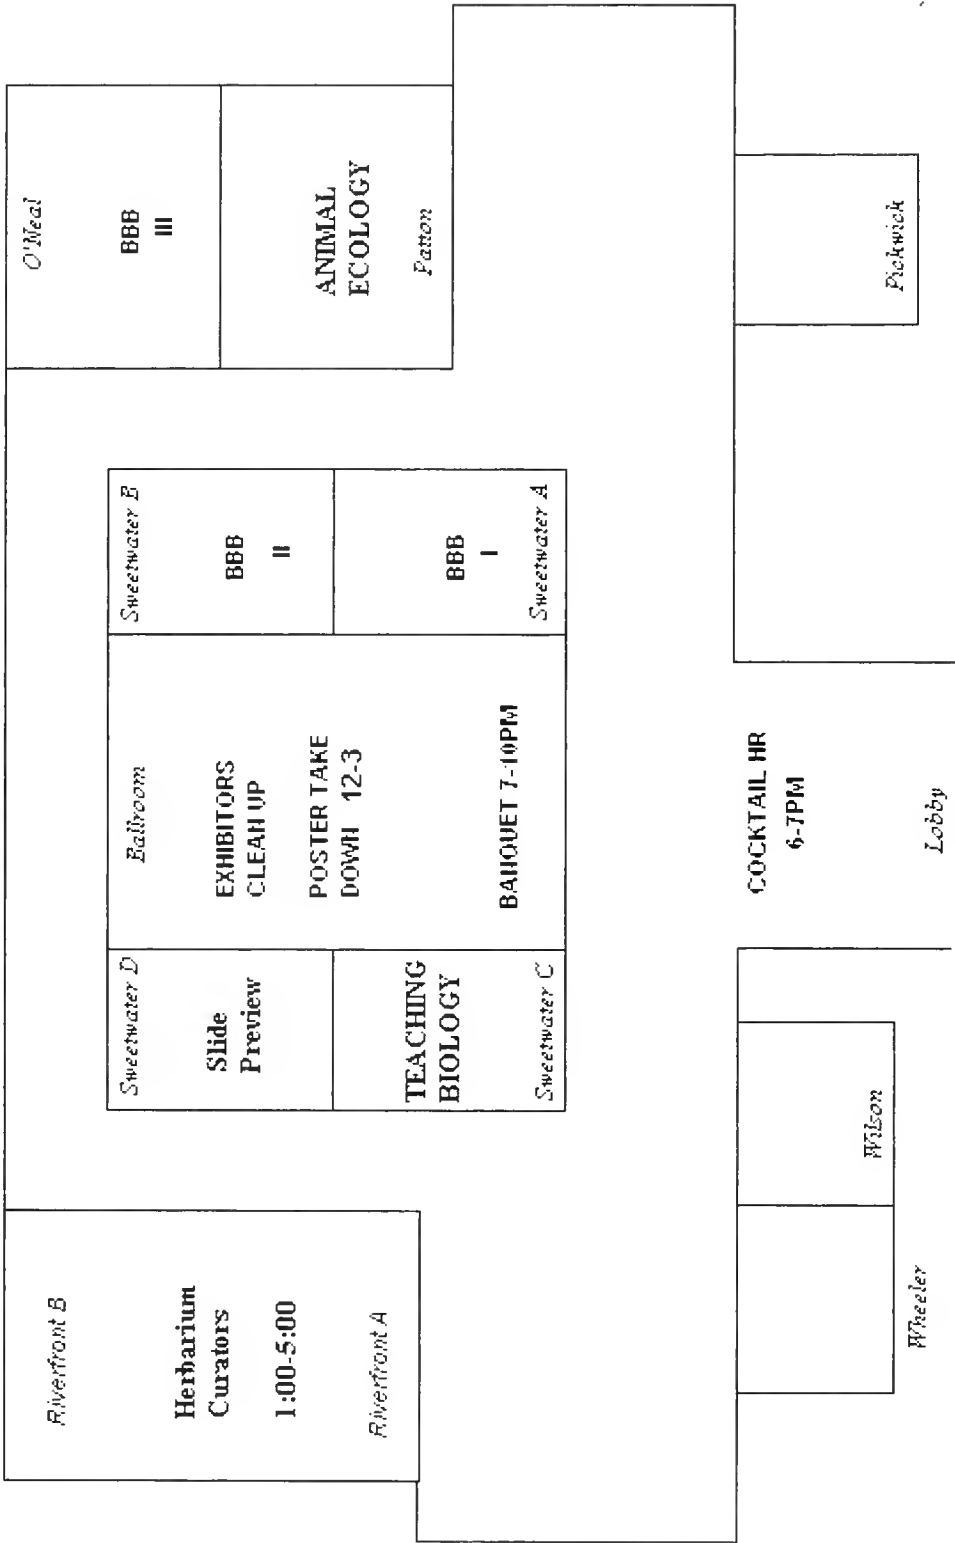 Riverfront B
Herbarium
Curators
1:00-5:00
Riverfront A
Sweetwater D
Slide
Preview
TEACHING
BIOLOGY
Sweetwater C
Ballroom
EXHIBITORS
CLEAN UP
POSTER TAKE
DOWN 12-3
BANQUET 7-10PM
Sweetwater B
BBB
II
BBB
I
Sweetwater A
O'Neal
BBB
III
ANIMAL
ECOLOGY
Patton
Wilson
Wheeler
COCKTAIL HR
6-7PM
Lobby
Pickwick